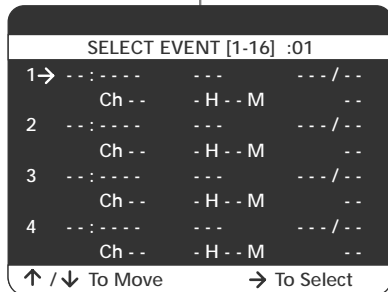 SELECT EVENT [1-16] :01
1→ - - : - - - - - - - - - - / - -
Ch - - - H - - M - -
2 - - : - - - - - - - - - - / - -
Ch - - - H - - M - -
3 - - : - - - - - - - - - - / - -
Ch - - - H - - M - -
4 - - : - - - - - - - - - - / - -
Ch - - - H - - M - -
↑ /↓ To Move → To Select